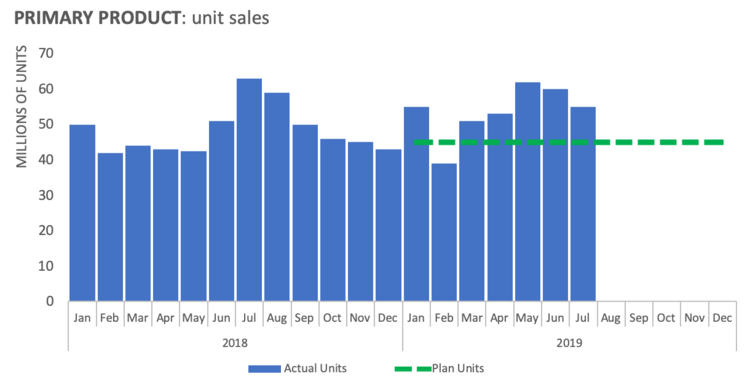 PRIMARY PRODUCT: unit sales
MILLIONS OF UNITS
70
60
50
40
30
20
10
0
Jan Feb Mar Apr May Jun Jul Aug Sep Oct Nov Dec Jan Feb Mar Apr May Jun Jul Aug Sep Oct Nov Dec
2018 2019
Actual Units Plan Units